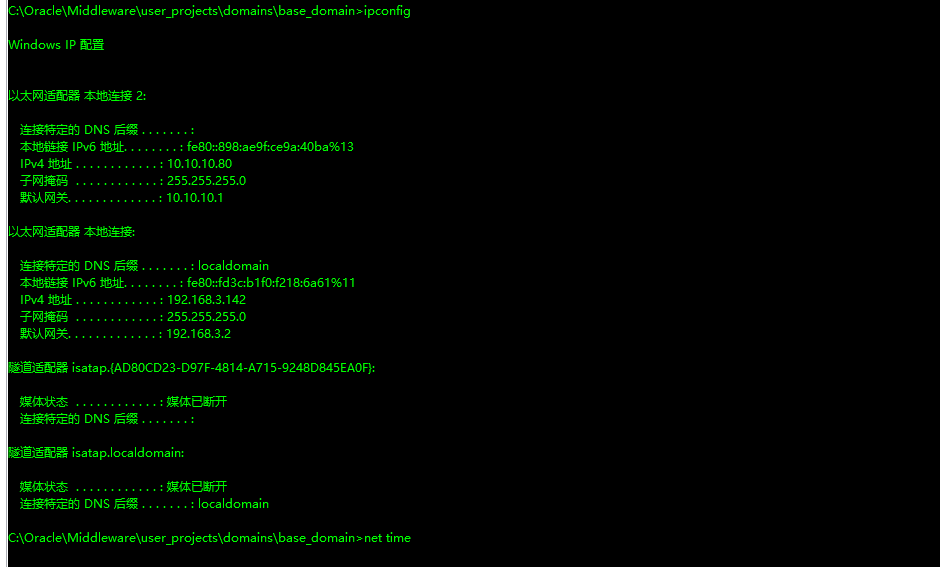 C:\Oracle\Middleware\user_projects\domains\base_domain>ipconfig
Windows IP 配置
以太网适配器 本地连接 2:
连接特定的 DNS 后缀 . . . . . . . :
本地链接 IPv6 地址. . . . . . . . : fe80::898:ae9f:ce9a:40ba%13
IPv4 地址 . . . . . . . . . . . . : 10.10.10.80
子网掩码 . . . . . . . . . . . . : 255.255.255.0
默认网关. . . . . . . . . . . . . : 10.10.10.1
以太网适配器 本地连接:
连接特定的 DNS 后缀 . . . . . . . : localdomain
本地链接 IPv6 地址. . . . . . . . : fe80::fd3c:b1f0:f218:6a61%11
IPv4 地址 . . . . . . . . . . . . : 192.168.3.142
子网掩码 . . . . . . . . . . . . : 255.255.255.0
默认网关. . . . . . . . . . . . . : 192.168.3.2
隧道适配器 isatap.{AD80CD23-D97F-4814-A715-9248D845EA0F}:
媒体状态 . . . . . . . . . . . . : 媒体已断开
连接特定的 DNS 后缀 . . . . . . . :
隧道适配器 isatap.localdomain:
媒体状态 . . . . . . . . . . . . : 媒体已断开
连接特定的 DNS 后缀 . . . . . . . : localdomain
C:\Oracle\Middleware\user_projects\domains\base_domain>net time